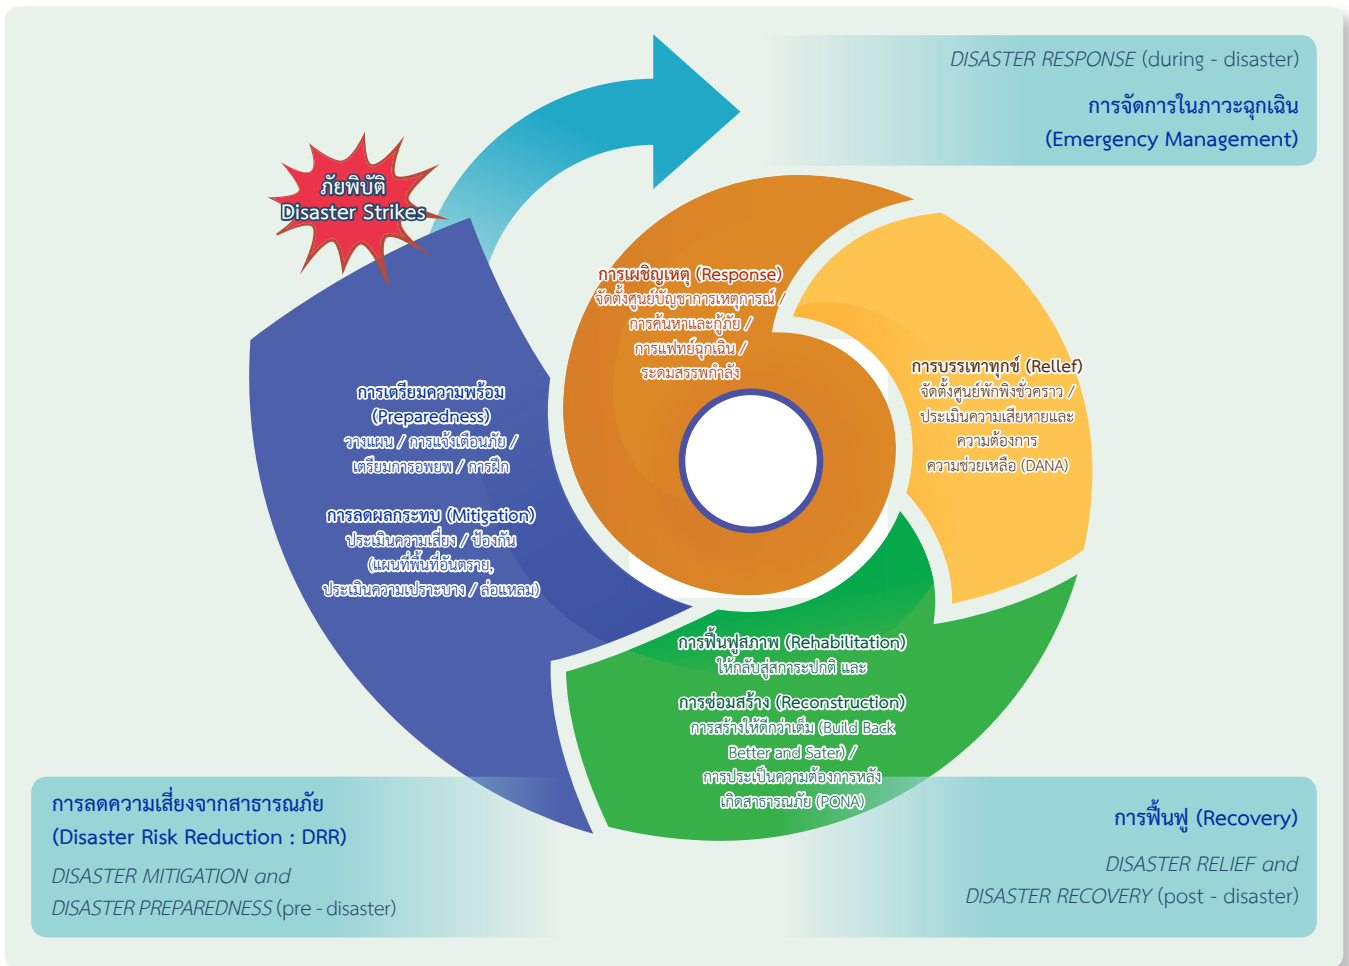 DISASTER RESPONSE (during - disaster)
การจัดการในภาวะฉุกเฉิน
(Emergency Management)
ภัยพิบัติ
Disaster Strikes
การเผชิญเหตุ (Response)
จัดตั้งศูนย์บัญชาการเหตุการณ์ /
การค้นหาและกู้ภัย /
การแฟทย์ฉุกเฉิน /
ระดมสรรพกำลัง
การบรรเทาทุกข์ (Rellef)
จัดตั้งศูนย์พักพิงชั่วคราว /
ประเมินความเสียหายและ
ความต้องการ
ความช่วยเหลือ (DANA)
การเตรียมความพร้อม
(Preparedness)
วางแผน / การแจ้งเตือนภัย /
เตรียมการอพยพ / การฝึก
การลดผลกระทบ (Mitigation)
ประเมินความเสี่ยง / ป้องกัน
(แผนที่พื้นที่อันตราย,
ประเมินความเปราะบาง / ล่อแหลม)
การฟื้นฟูสภาพ (Rehabilitation)
ให้กลับสู่สการะปกติ และ
การซ่อมสร้าง (Reconstruction)
การสร้างให้ดีกว่าเต็ม (Build Back
Better and Sater) /
การประเป็นความต้องการหลัง
เกิดสาธารณภัย (PONA)
การลดความเสี่ยงจากสาธารณภัย
(Disaster Risk Reduction : DRR)
DISASTER MITIGATION and
DISASTER PREPAREDNESS (pre - disaster)
การฟื้นฟู (Recovery)
DISASTER RELIEF and
DISASTER RECOVERY (post - disaster)